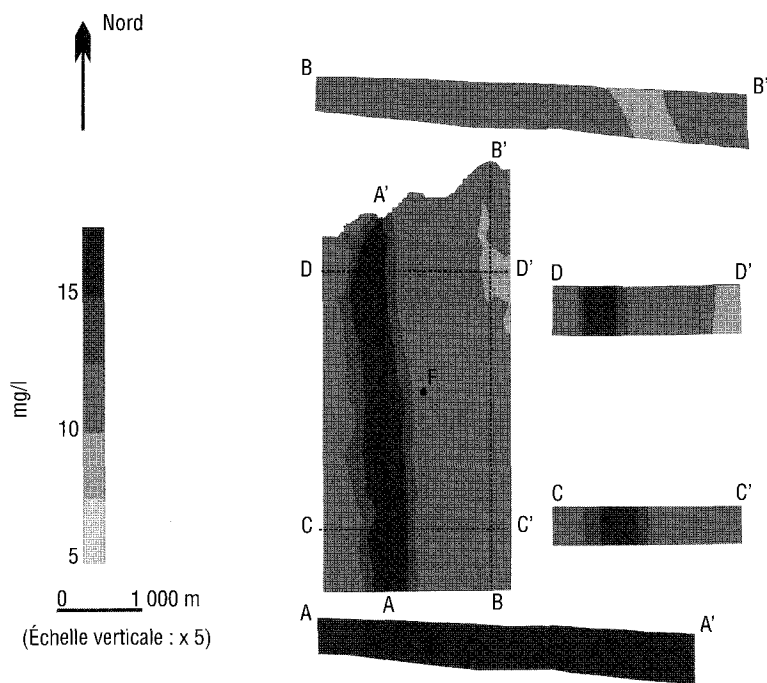 Nord
B B'
B'
A'
D D'
D D'
15
F
mg/l
10
C C'
C C'
5
0 1 000 m
A B
A A'
(Échelle verticale : x 5)